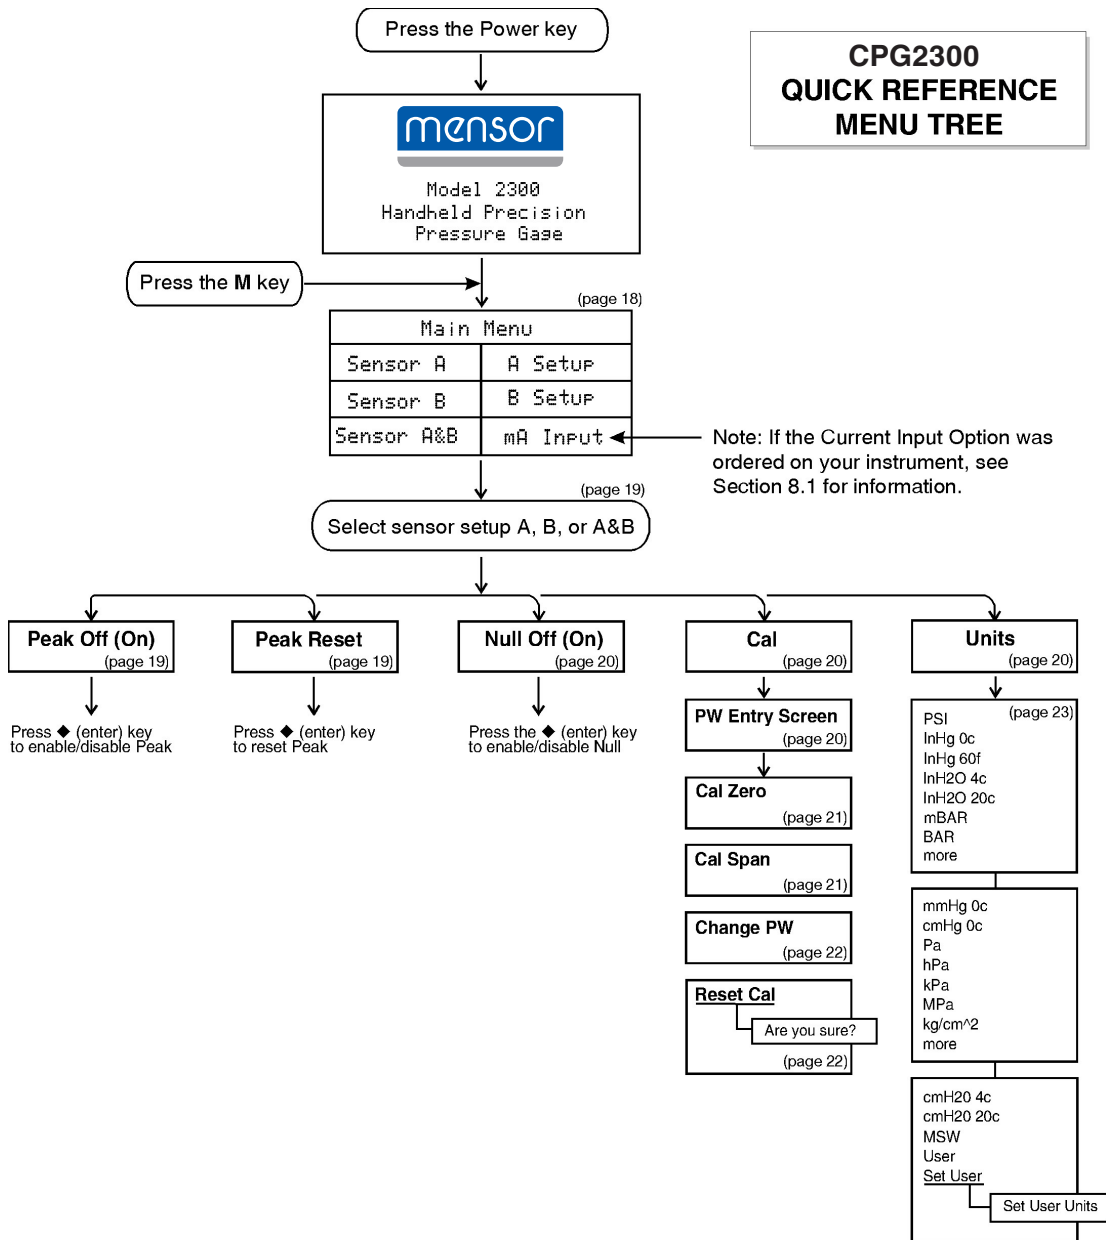 Press the Power key
CPG2300
QUICK REFERENCE
MENU TREE
mensor
Model 2300
Handheld Precision
Pressure Gage
Press the M key
(page 18)
Main Menu
Sensor A
A Setup
Sensor B
B Setup
Sensor A&B
mA Input
Note: If the Current Input Option was
ordered on your instrument, see
Section 8.1 for information.
(page 19)
Select sensor setup A, B, or A&B
Peak Off (On)
(page 19)
Press ◆ (enter) key
to enable/disable Peak
Peak Reset
(page 19)
Press ◆ (enter) key
to reset Peak
Null Off (On)
(page 20)
Press the ◆ (enter) key
to enable/disable Null
Cal
(page 20)
PW Entry Screen
(page 20)
Cal Zero
(page 21)
Cal Span
(page 21)
Change PW
(page 22)
Reset Cal
Are you sure?
(page 22)
Units
(page 20)
(page 23)
PSI
InHg 0c
InHg 60f
InH2O 4c
InH2O 20c
mBAR
BAR
more
mmHg 0c
cmHg 0c
Pa
hPa
kPa
MPa
kg/cm^2
more
cmH20 4c
cmH20 20c
MSW
User
Set User
Set User Units